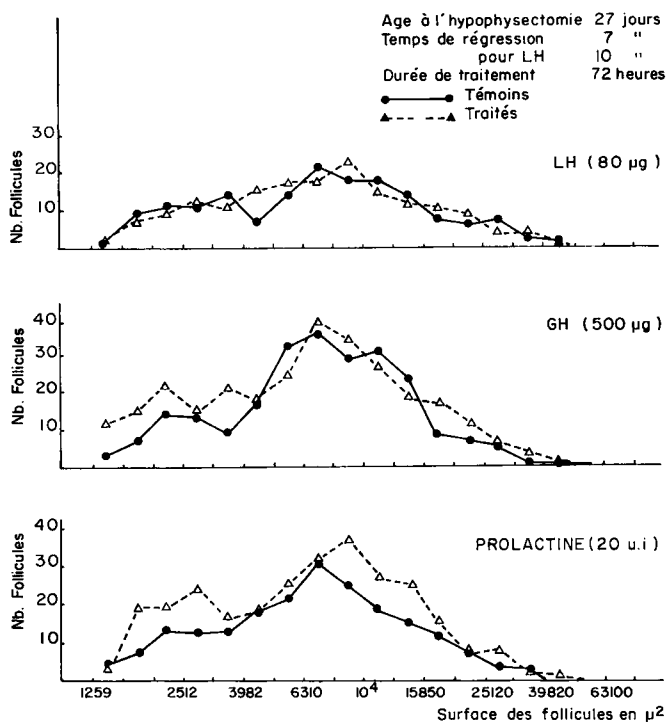 Age à l'hypophysectomie 27 jours
Temps de régression 7 "
pour LH 10 "
Durée de traitement 72 heures
Témoins
Traités
LH (80 µg)
30
20
10
Nb. Follicules
GH (500 µg)
40
30
20
10
Nb. Follicules
PROLACTINE (20 u.i)
40
30
20
10
Nb. Follicules
1259 2512 3982 6310 10⁴ 15850 25120 39820 63100
Surface des follicules en µ²